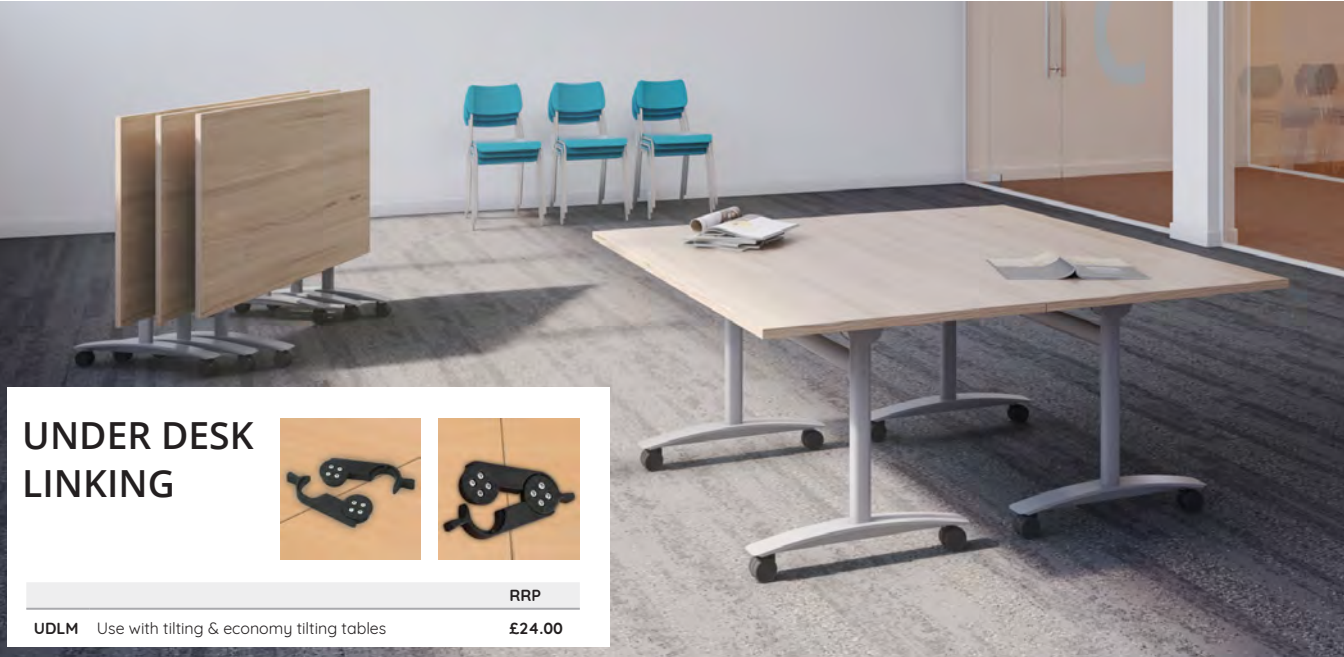 UNDER DESK
LINKING
RRP
UDLM Use with tilting & economy tilting tables £24.00